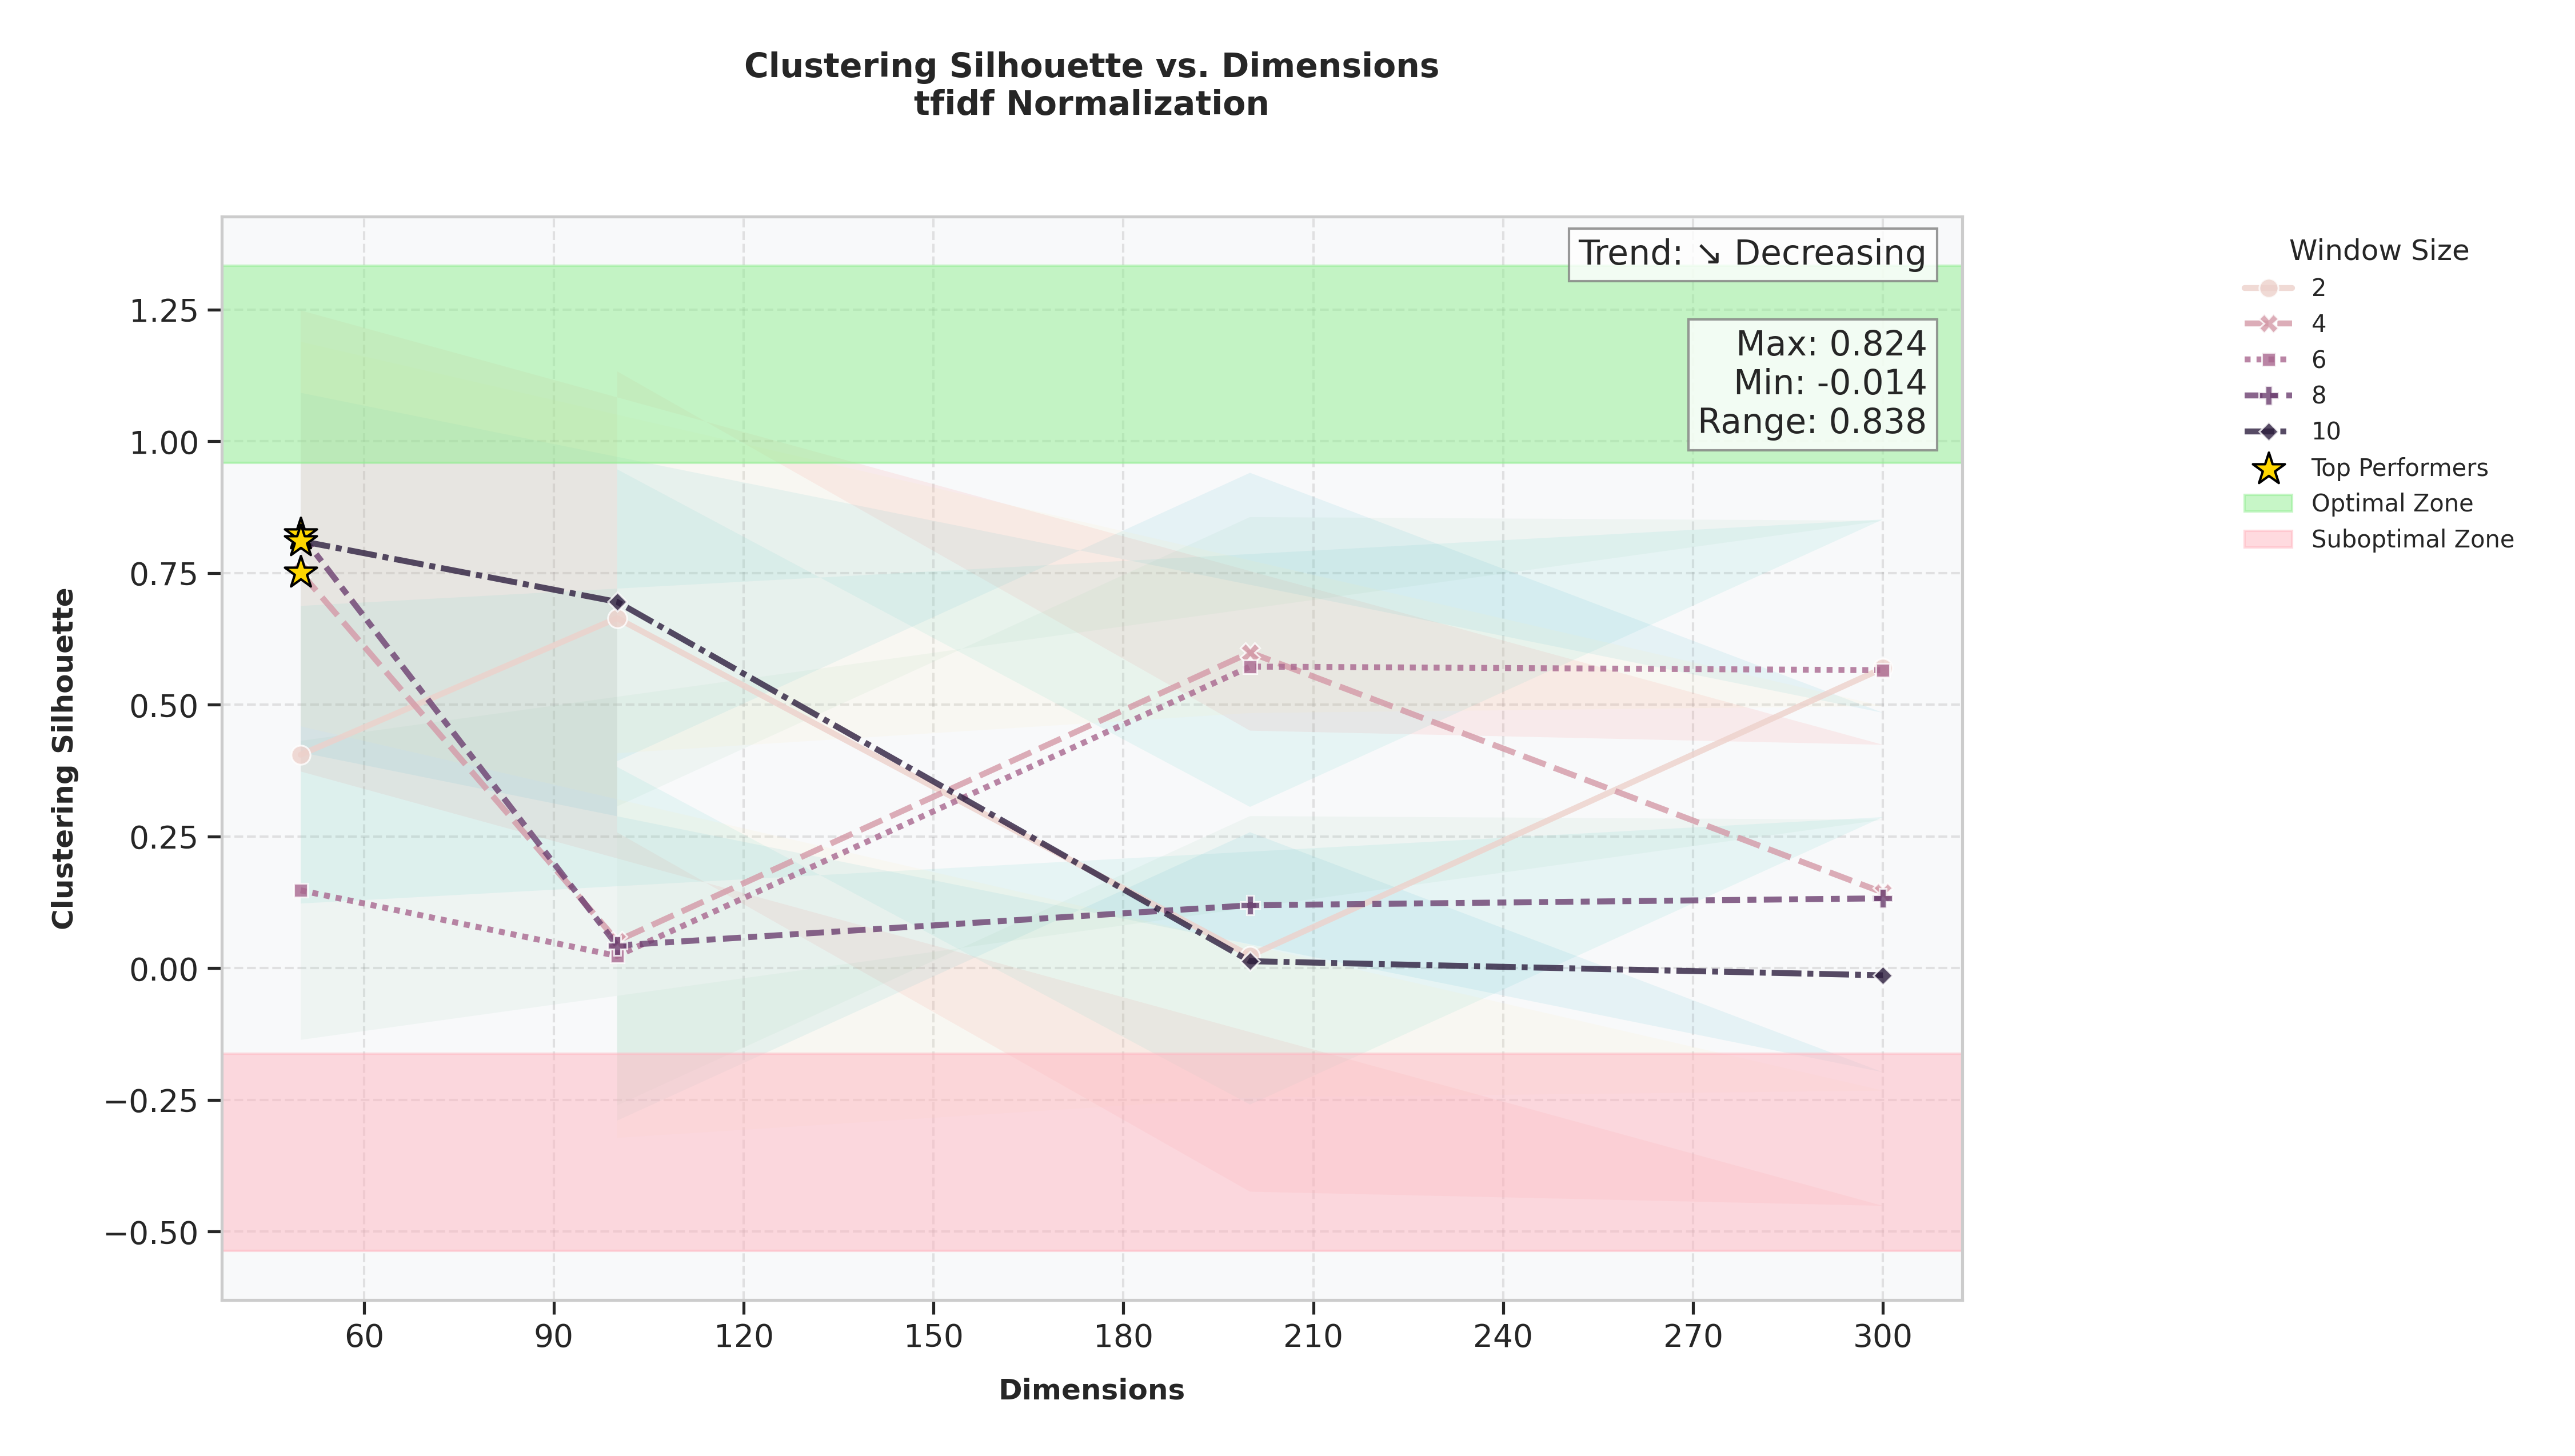 Clustering Silhouette vs. Dimensions
tfidf Normalization
Trend: ↘ Decreasing
Max: 0.824
Min: -0.014
Range: 0.838
Window Size
2
4
6
8
10
Top Performers
Optimal Zone
Suboptimal Zone
Clustering Silhouette
1.25
1.00
0.75
0.50
0.25
0.00
−0.25
−0.50
60 90 120 150 180 210 240 270 300
Dimensions